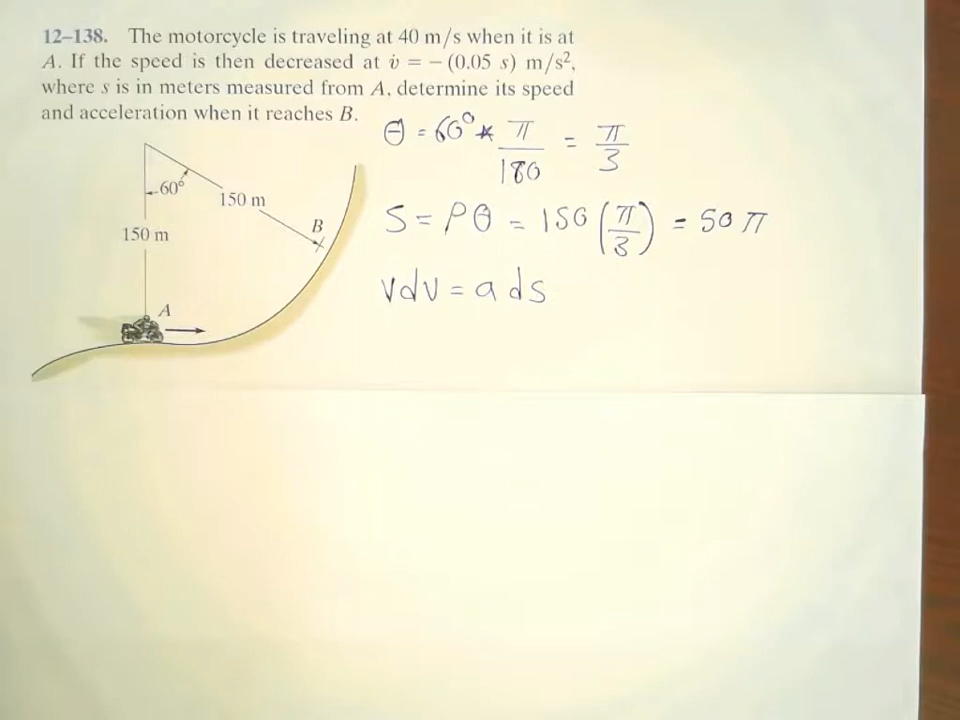 12–138. The motorcycle is traveling at 40 m/s when it is at
A. If the speed is then decreased at v̇ = − (0.05 s) m/s²,
where s is in meters measured from A, determine its speed
and acceleration when it reaches B.
θ = 60° * π/180 = π/3
60°
150 m
S = ρθ = 150 (π/3) = 50 π
B
150 m
vdv = a ds
A